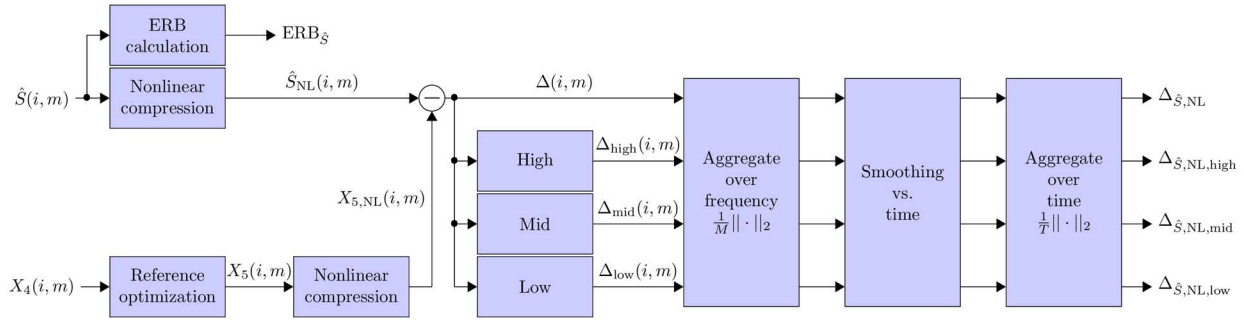 ERB
calculation
ERB_Ŝ
Ŝ(i, m)
Nonlinear
compression
Ŝ_NL(i, m)
−
Δ(i, m)
High
Δ_high(i, m)
Mid
Δ_mid(i, m)
Low
Δ_low(i, m)
X_5,NL(i, m)
X_4(i, m)
Reference
optimization
X_5(i, m)
Nonlinear
compression
Aggregate
over
frequency
1/M || · ||_2
Smoothing
vs.
time
Aggregate
over
time
1/T || · ||_2
Δ_Ŝ,NL
Δ_Ŝ,NL,high
Δ_Ŝ,NL,mid
Δ_Ŝ,NL,low